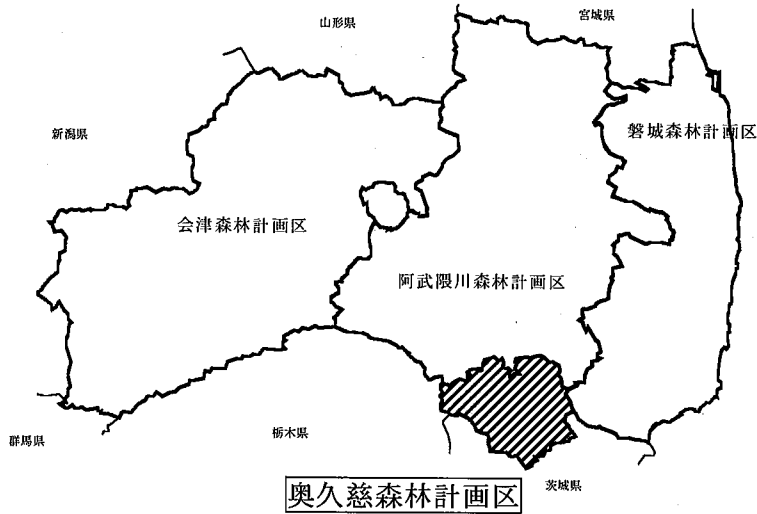 宮城県
山形県
新潟県
磐城森林計画区
会津森林計画区
阿武隈川森林計画区
群馬県
栃木県
茨城県
奥久慈森林計画区